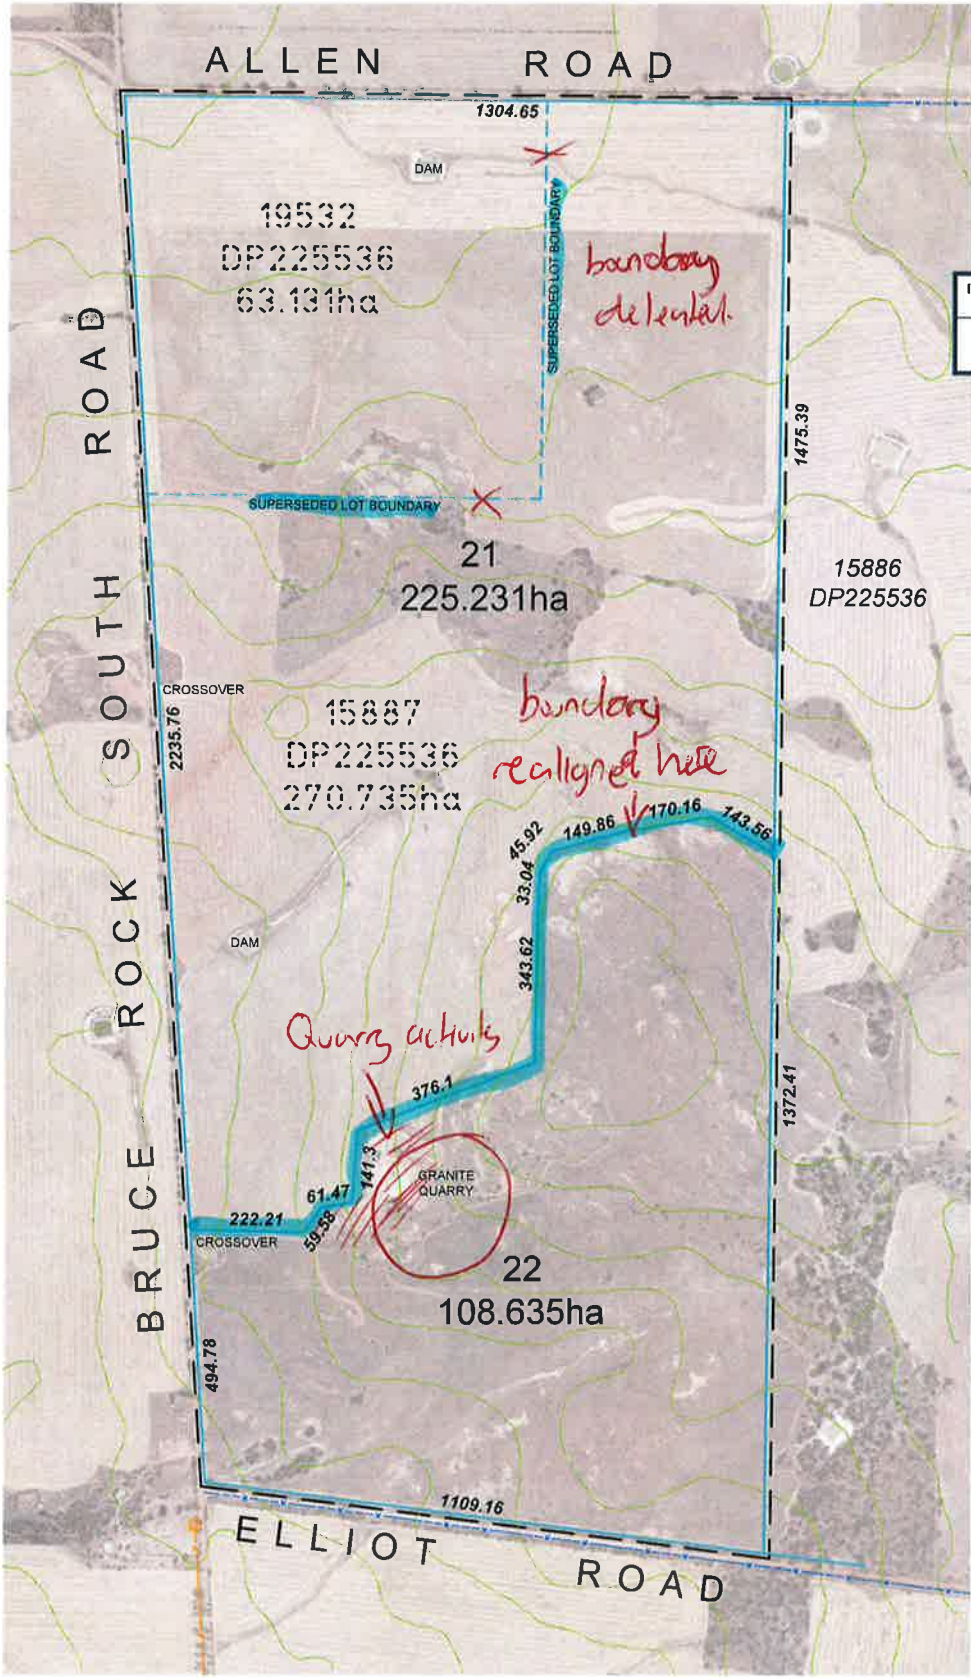 ALLEN ROAD
1304.65
DAM
19532
DP225536
63.131ha
SUPERSEDED LOT BOUNDARY
boundary
delented.
BRUCE ROCK SOUTH ROAD
1475.39
SUPERSEDED LOT BOUNDARY
21
225.231ha
15886
DP225536
CROSSOVER
2235.76
15887
DP225536
270.735ha
boundary
realligned here
45.92
149.86
170.16
143.56
33.04
343.62
DAM
Quarry activity
376.1
1372.41
141.3
GRANITE
QUARRY
61.47
59.58
222.21
CROSSOVER
22
108.635ha
494.78
1109.16
ELLIOT ROAD